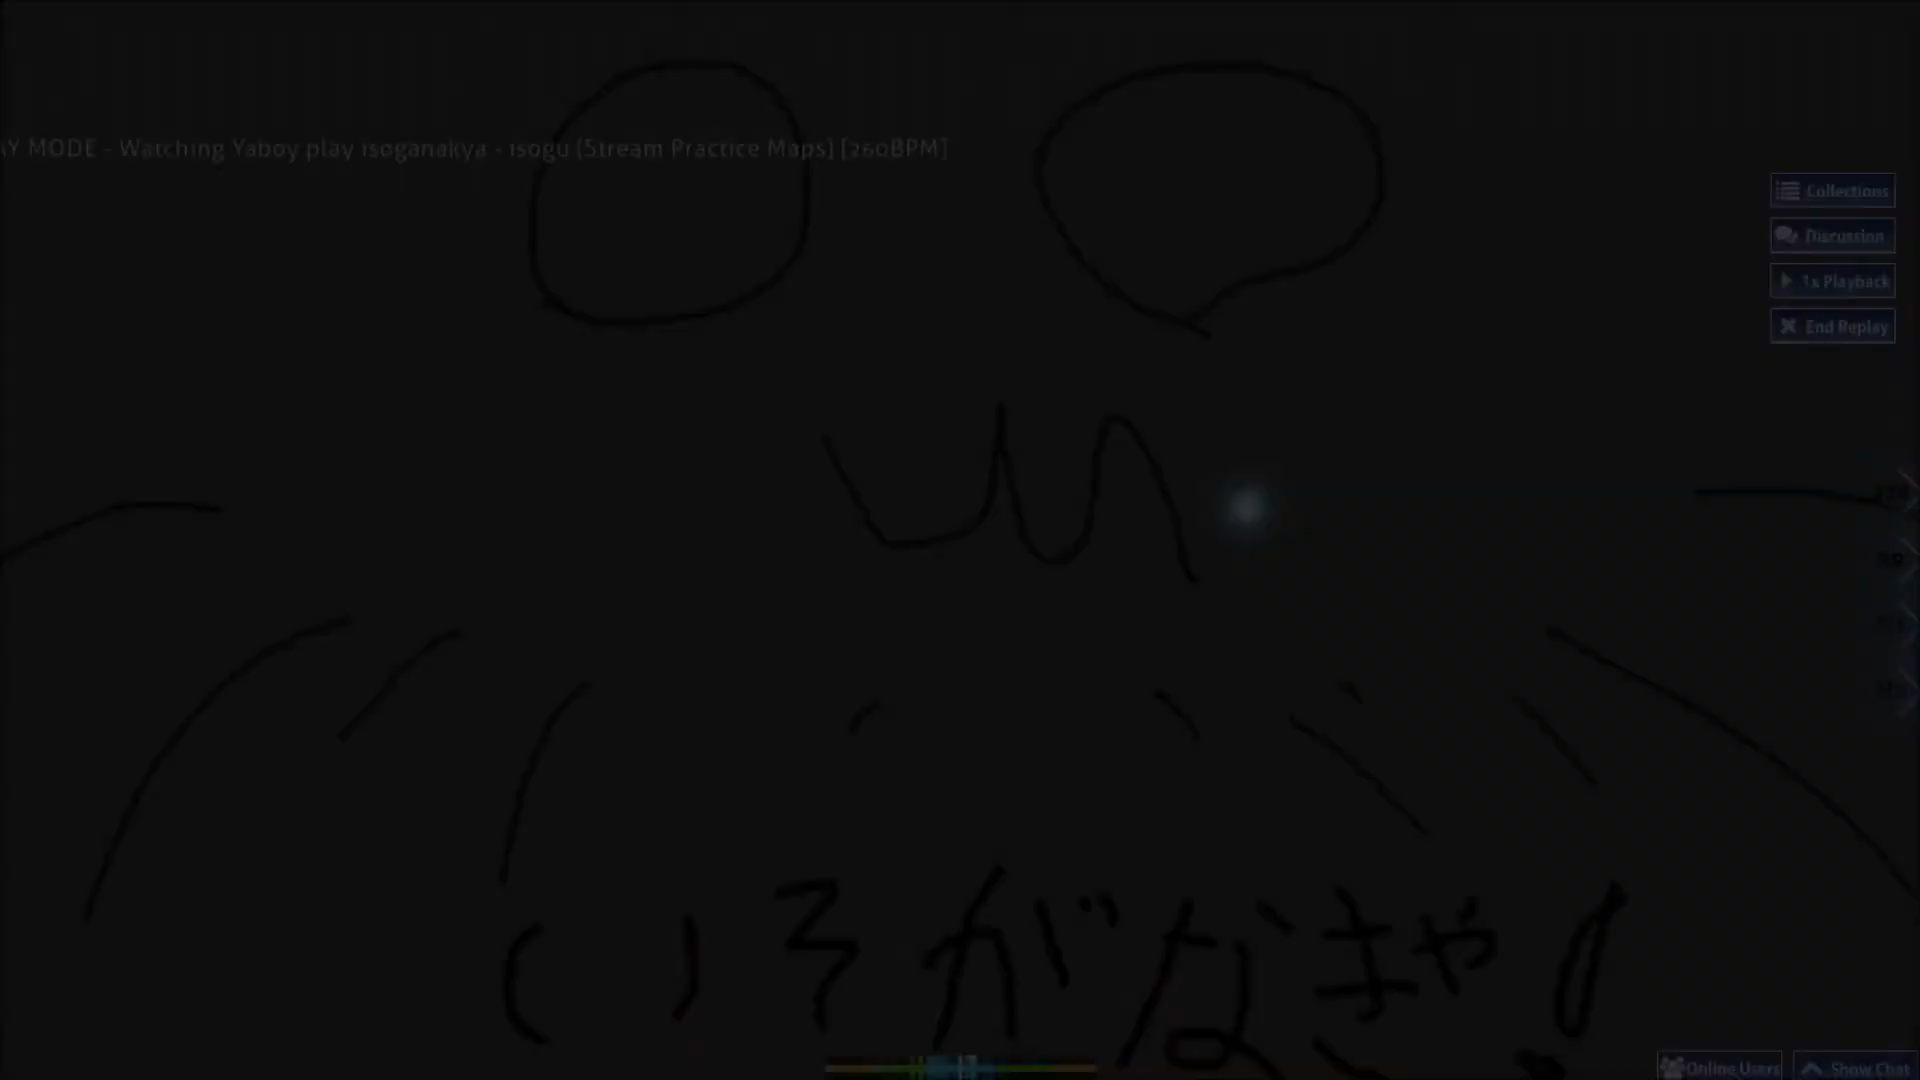 AY MODE - Watching Yaboy play isoganakya - isogu (Stream Practice Maps) [260BPM]
Collections
Discussion
1x Playback
End Replay
いそがなきゃ!
Online Users
Show Chat